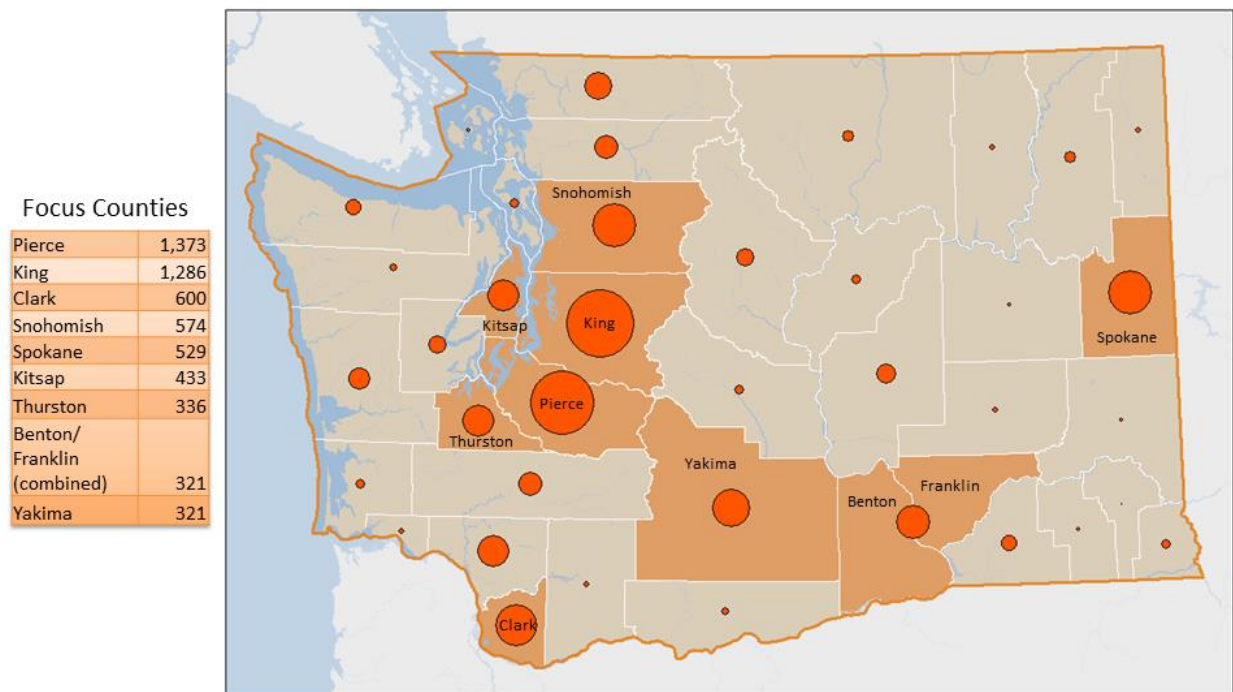 Focus Counties
Pierce 1,373
King 1,286
Clark 600
Snohomish 574
Spokane 529
Kitsap 433
Thurston 336
Benton/
Franklin
(combined) 321
Yakima 321
Snohomish
Kitsap
King
Spokane
Pierce
Thurston
Yakima
Franklin
Benton
Clark